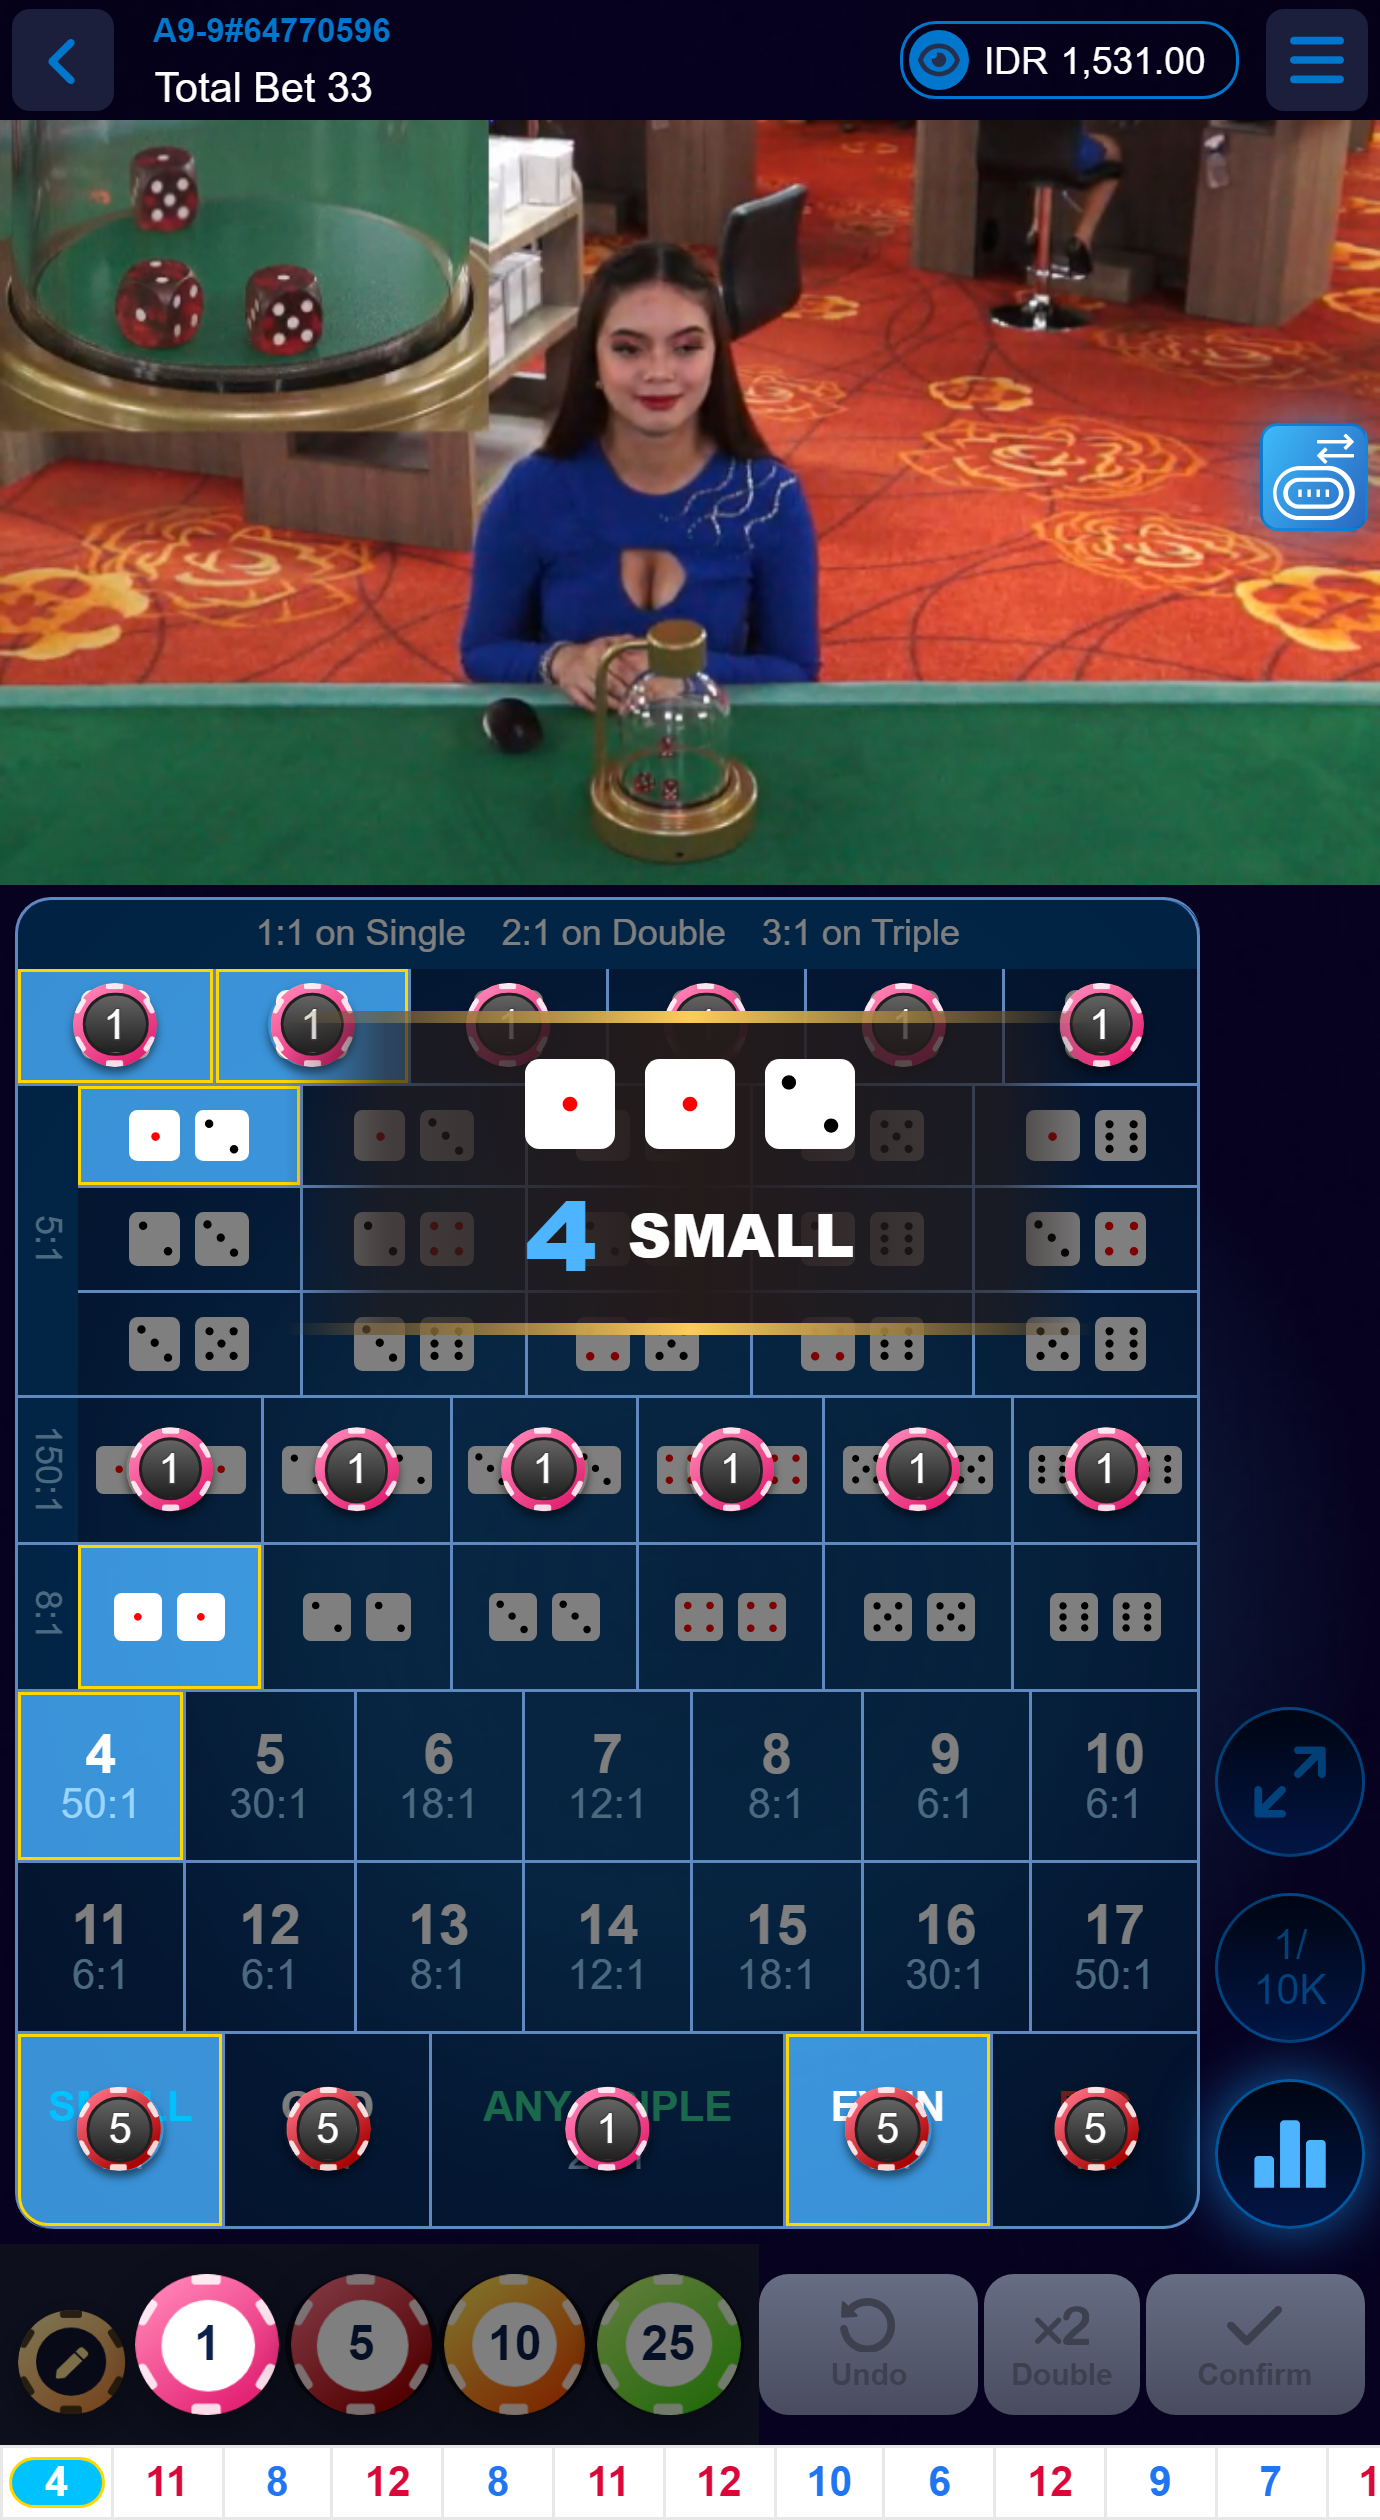 A9-9#64770596
Total Bet 33
IDR 1,531.00
1:1 on Single 2:1 on Double 3:1 on Triple
1 1 1 1
5:1
4 SMALL
150:1
1 1 1 1 1 1
8:1
4 5 6 7 8 9 10
50:1 30:1 18:1 12:1 8:1 6:1 6:1
11 12 13 14 15 16 17
6:1 6:1 8:1 12:1 18:1 30:1 50:1
1/
10K
ANY
5 5 1 5 5
1 5 10 25
Undo Double Confirm
x2
4 11 8 12 8 11 12 10 6 12 9 7